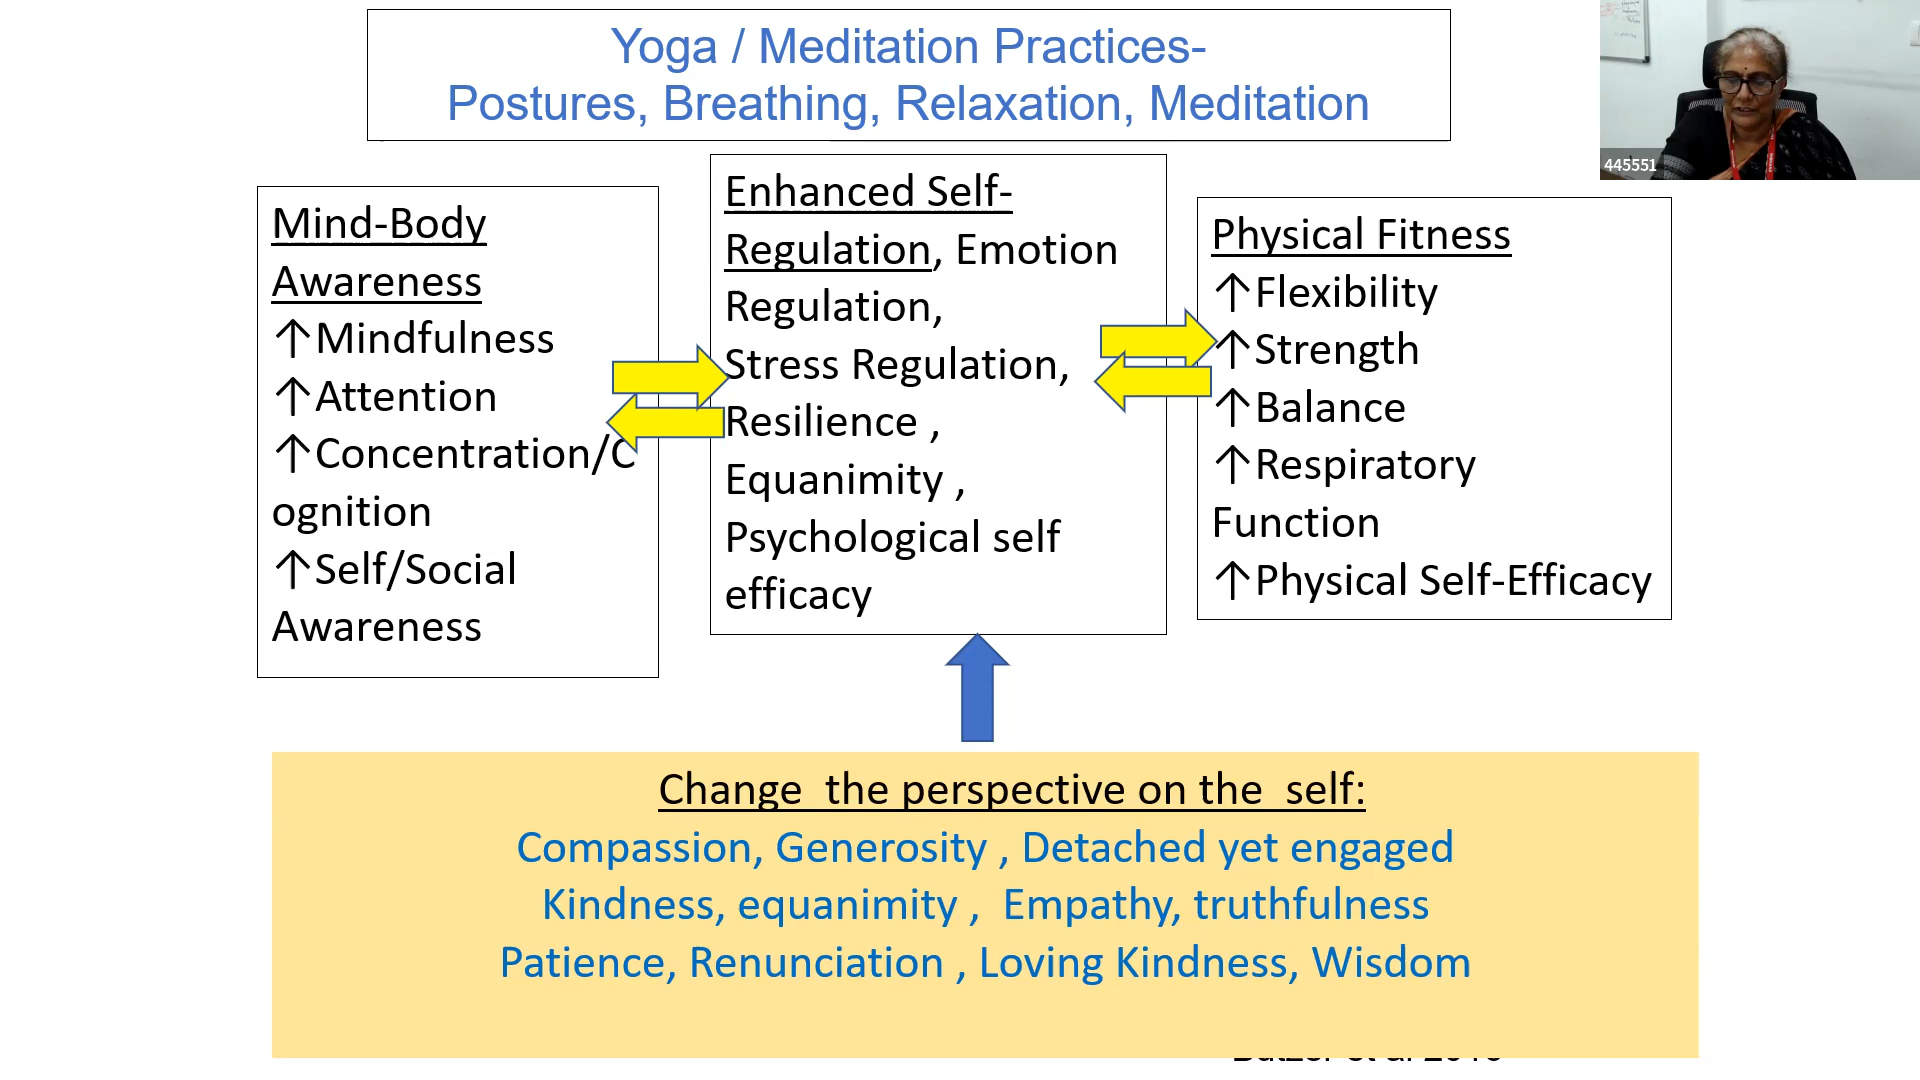 Yoga / Meditation Practices-
Postures, Breathing, Relaxation, Meditation
445551
Mind-Body
Awareness
↑Mindfulness
↑Attention
↑Concentration/C
ognition
↑Self/Social
Awareness
Enhanced Self-
Regulation, Emotion
Regulation,
Stress Regulation,
Resilience ,
Equanimity ,
Psychological self
efficacy
Physical Fitness
↑Flexibility
↑Strength
↑Balance
↑Respiratory
Function
↑Physical Self-Efficacy
Change  the perspective on the  self:
Compassion, Generosity , Detached yet engaged
Kindness, equanimity ,  Empathy, truthfulness
Patience, Renunciation , Loving Kindness, Wisdom